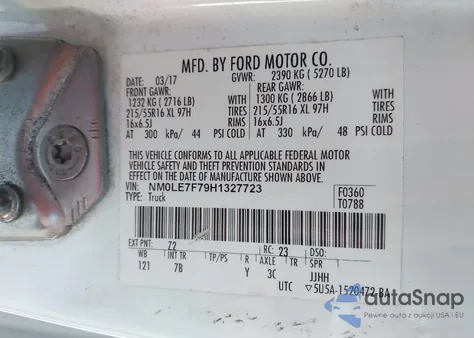 MFD. BY FORD MOTOR CO.
DATE: 03/17 GVWR: 2390 KG ( 5270 LB)
FRONT GAWR: REAR GAWR:
1232 KG ( 2716 LB) WITH 1300 KG ( 2866 LB) WITH
215/55R16 XL 97H TIRES 215/55R16 XL 97H TIRES
16x6.5J RIMS 16x6.5J RIMS
AT 300 kPa/ 44 PSI COLD AT 330 kPa/ 48 PSI COLD
THIS VEHICLE CONFORMS TO ALL APPLICABLE FEDERAL MOTOR
VEHICLE SAFETY AND THEFT PREVENTION STANDARDS IN
EFFECT ON THE DATE OF MANUFACTURE SHOWN ABOVE.
VIN: NM0LE7F79H1327723 F0360
TYPE: Truck T0788
EXT PNT: Z2 RC: 23 DSO:
WB INT TR TP/PS R AXLE TR SPR
121 7B Y 3C JJHH
UTC 5U5A-1520472-BA
autoSnap
Pewne auta z aukcji USA - EU